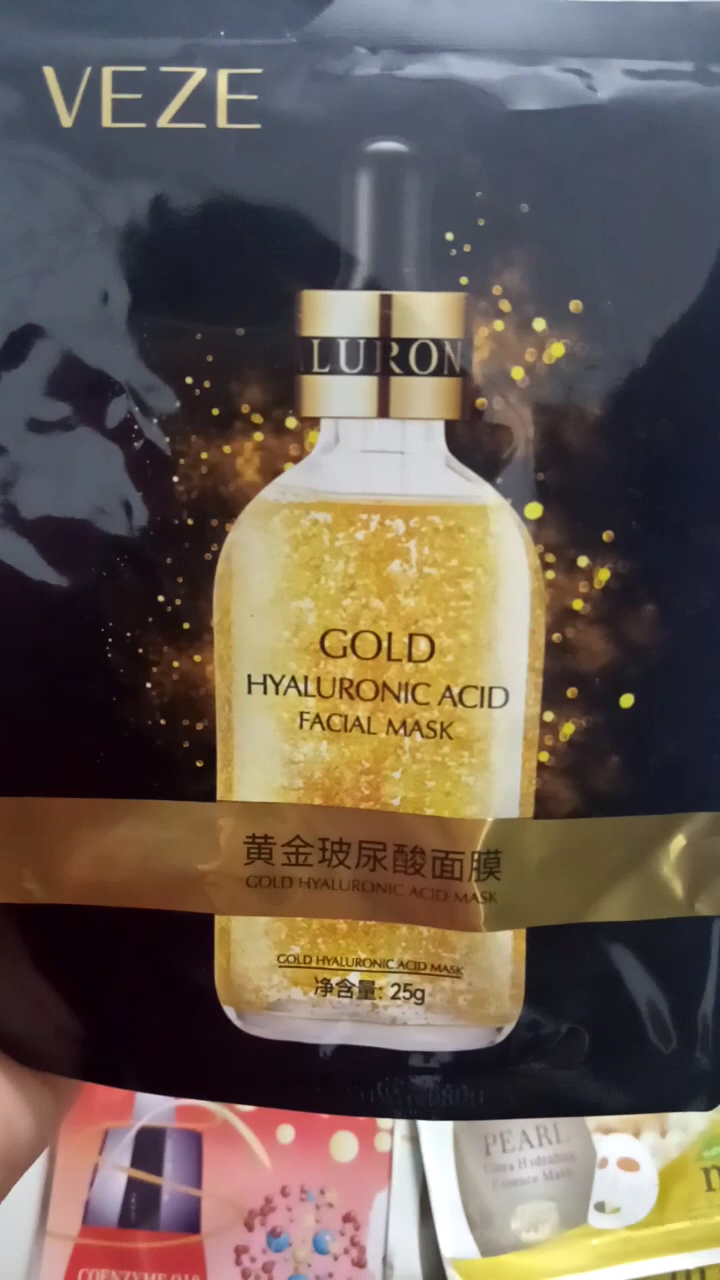 VEZE
LURON
GOLD
HYALURONIC ACID
FACIAL MASK
黄金玻尿酸面膜
GOLD HYALURONIC ACID MASK
GOLD HYALURONIC ACID MASK
净含量: 25g
PEARL
Ultra Hydrating
Essence Mask
COENZYME Q10